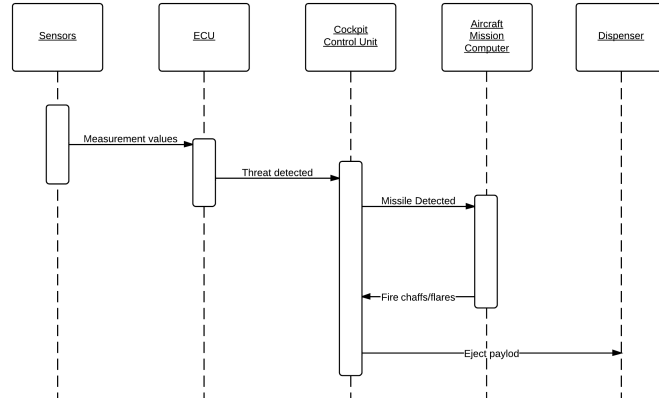 Sensors
ECU
Cockpit
Control Unit
Aircraft
Mission
Computer
Dispenser
Measurement values
Threat detected
Missile Detected
Fire chaffs/flares
Eject paylod